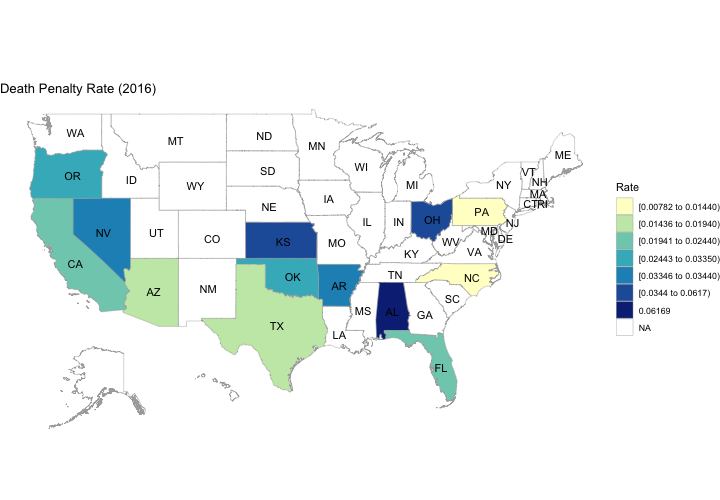 Death Penalty Rate (2016)
WA
MT
ND
MN
ME
OR
ID
WY
SD
WI
MI
NY
VT
NH
MA
CT
RI
NE
IA
PA
NJ
NV
UT
CO
KS
MO
IL
IN
OH
WV
MD
DE
CA
KY
VA
AZ
NM
OK
AR
TN
NC
SC
TX
LA
MS
AL
GA
FL
Rate
[0.00782 to 0.01440)
[0.01436 to 0.01940)
[0.01941 to 0.02440)
[0.02443 to 0.03350)
[0.03346 to 0.03440)
[0.0344 to 0.0617)
0.06169
NA